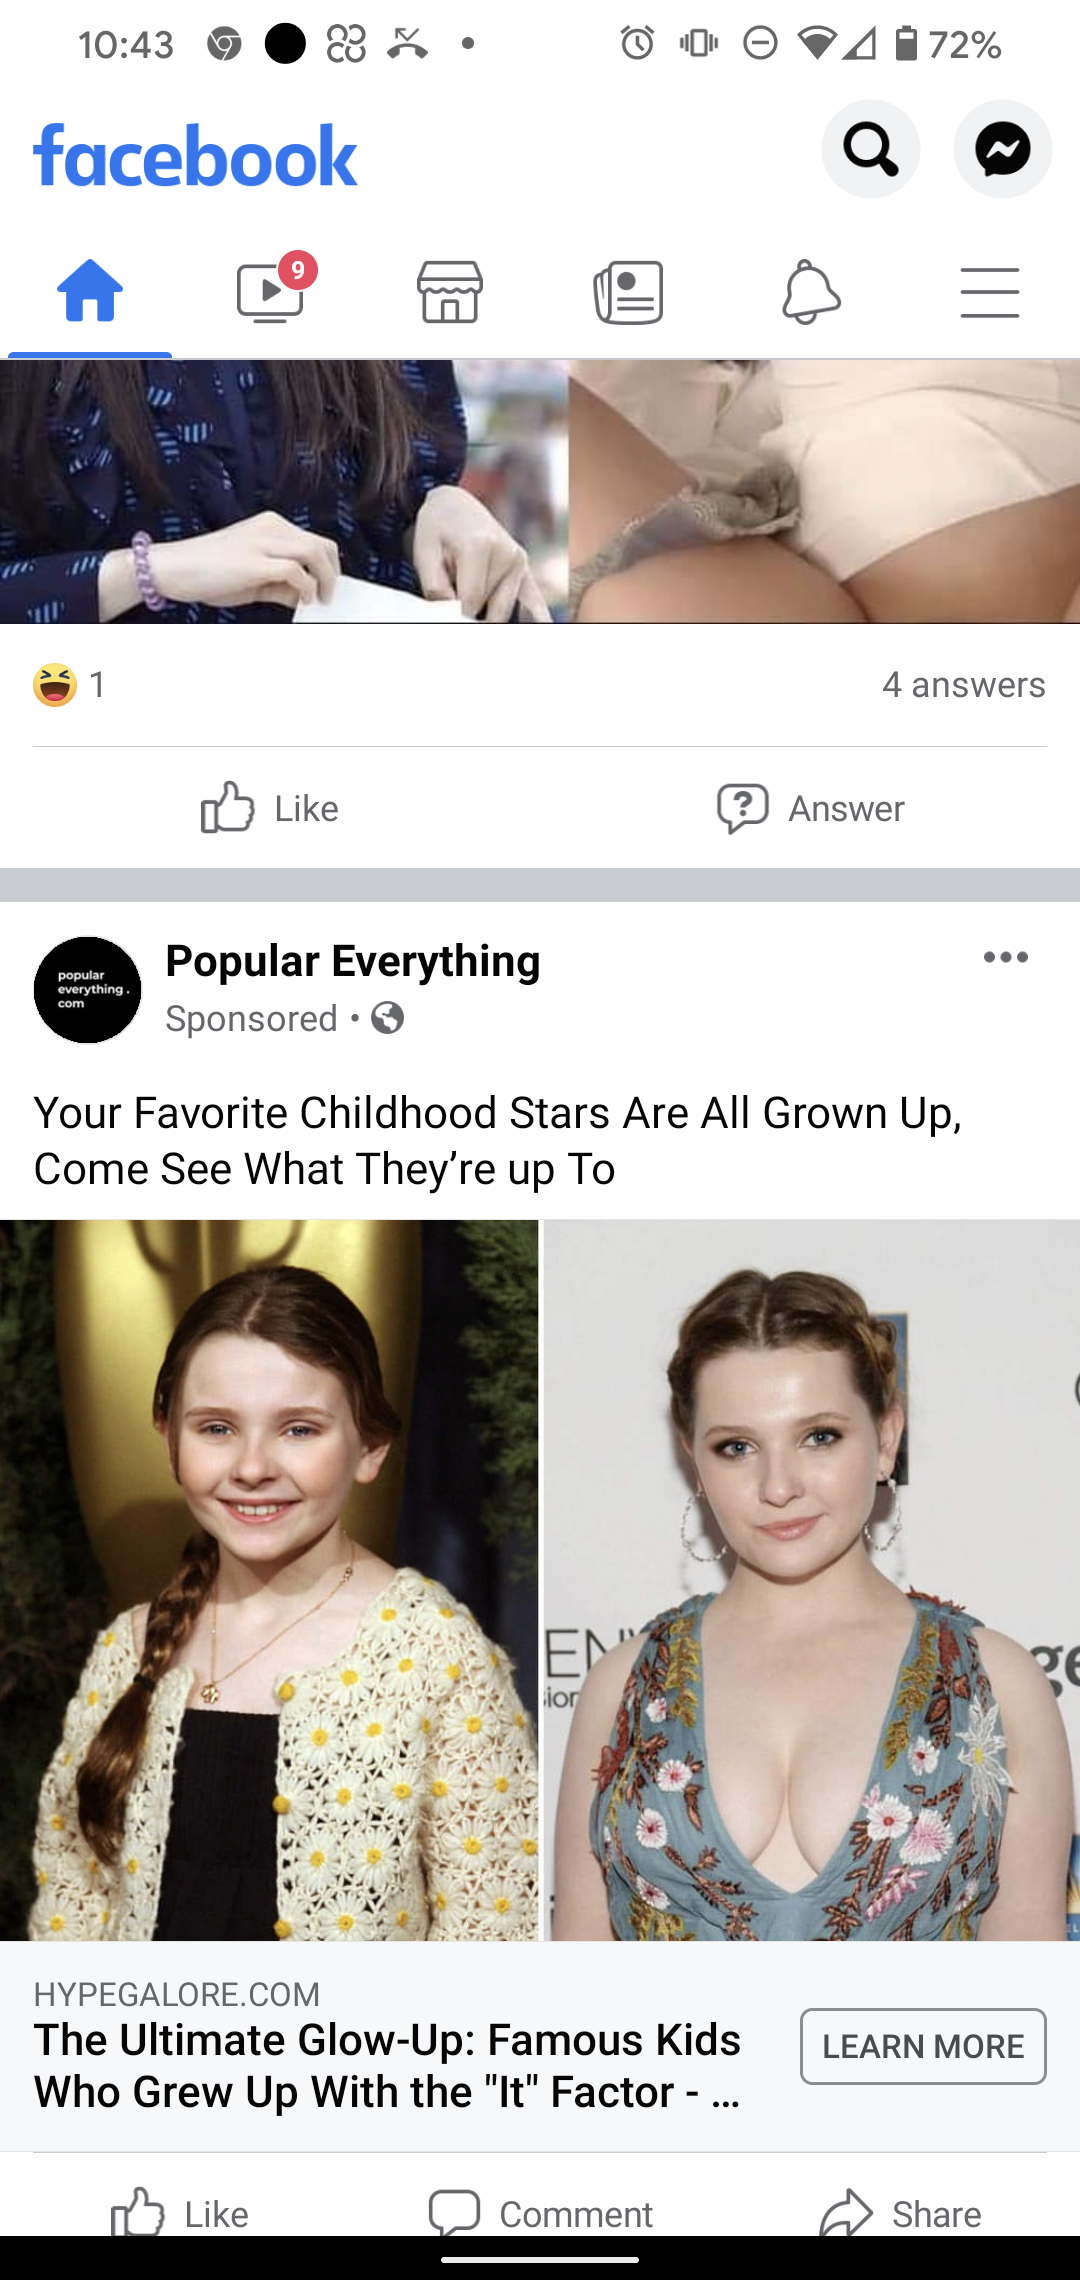 10:43
72%
facebook
9
1
4 answers
Like
Answer
popular
everything.
com
Popular Everything
Sponsored •
Your Favorite Childhood Stars Are All Grown Up,
Come See What They’re up To
HYPEGALORE.COM
The Ultimate Glow-Up: Famous Kids
Who Grew Up With the "It" Factor - ...
LEARN MORE
Like
Comment
Share